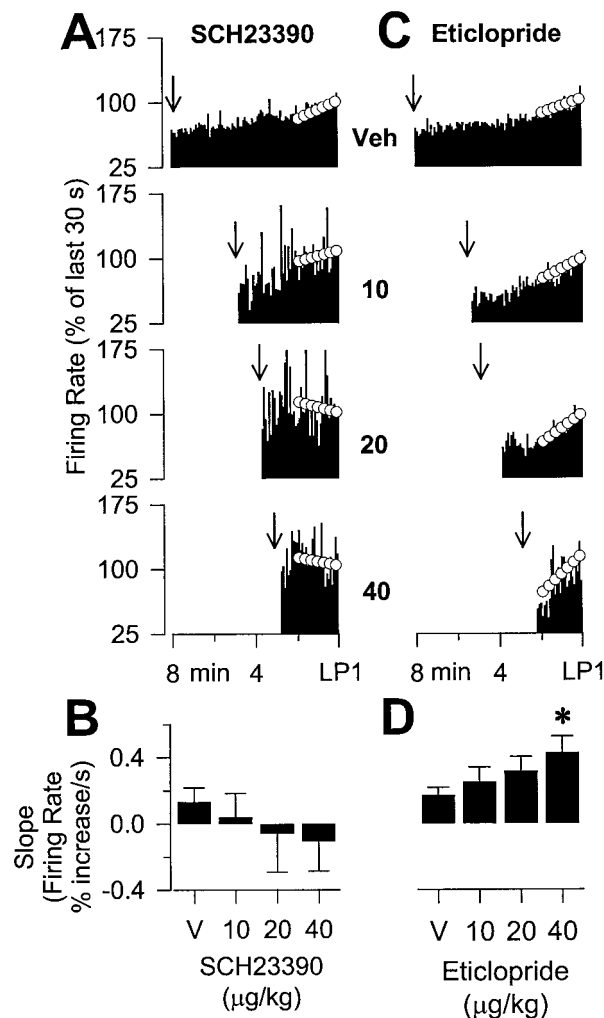 A
SCH23390
C
Eticlopride
175
100
25
Veh
175
100
25
10
175
100
25
20
175
100
25
40
Firing Rate (% of last 30 s)
8 min 4 LP1
8 min 4 LP1
B
D
*
0.4
0.0
-0.4
Slope
(Firing Rate
% increase/s)
V 10 20 40
V 10 20 40
SCH23390
(µg/kg)
Eticlopride
(µg/kg)